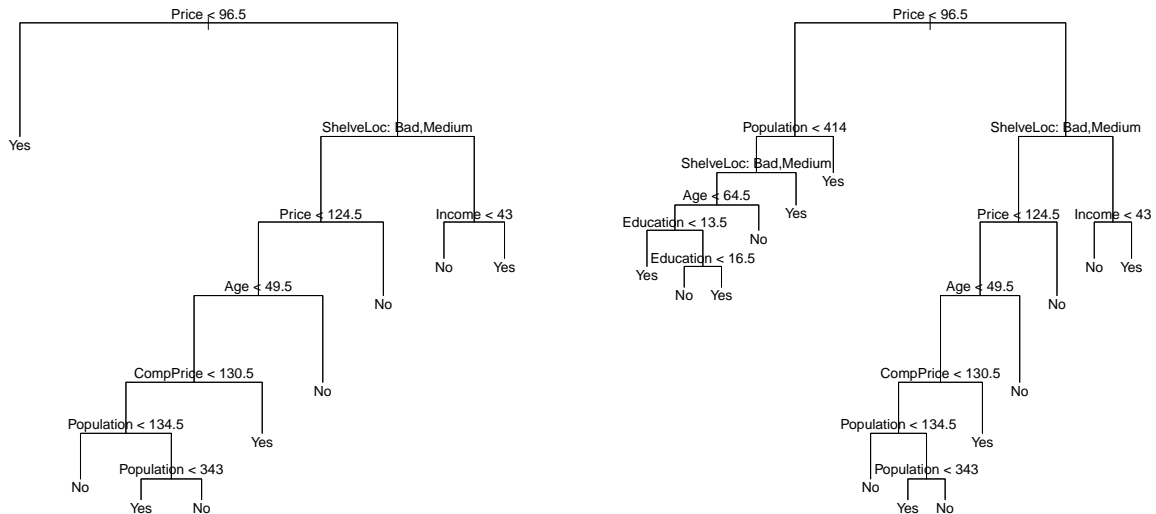 Price < 96.5
Yes
ShelveLoc: Bad,Medium
Price < 124.5
Income < 43
No
Yes
Age < 49.5
No
CompPrice < 130.5
No
Population < 134.5
Yes
Population < 343
No
Yes
No
Price < 96.5
Population < 414
ShelveLoc: Bad,Medium
ShelveLoc: Bad,Medium
Yes
Age < 64.5
Yes
Education < 13.5
No
Education < 16.5
Yes
No
Yes
Price < 124.5
Income < 43
No
Yes
Age < 49.5
No
CompPrice < 130.5
No
Population < 134.5
Yes
Population < 343
No
Yes
No